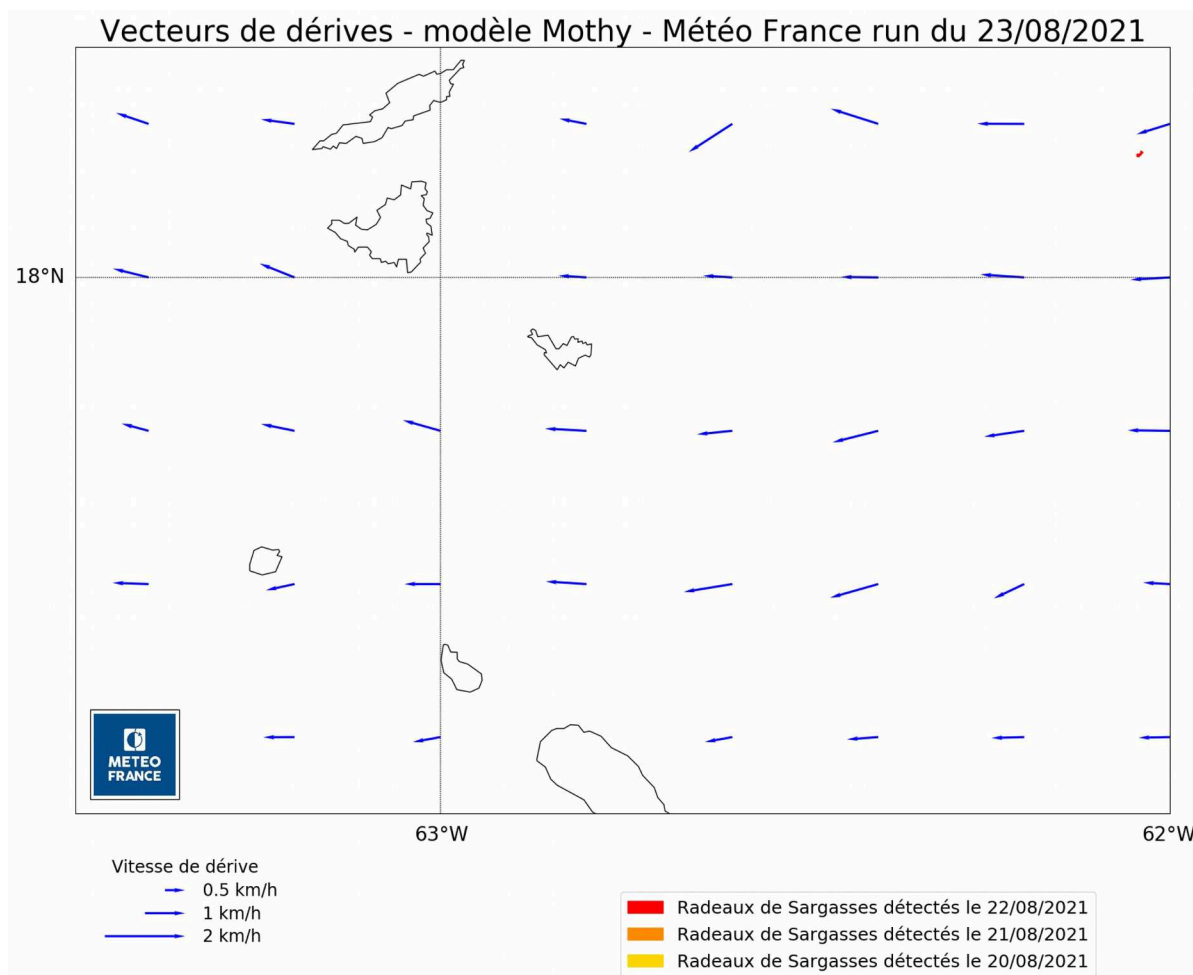 Vecteurs de dérives - modèle Mothy - Météo France run du 23/08/2021
18°N
METEO
FRANCE
63°W
62°W
Vitesse de dérive
0.5 km/h
1 km/h
2 km/h
Radeaux de Sargasses détectés le 22/08/2021
Radeaux de Sargasses détectés le 21/08/2021
Radeaux de Sargasses détectés le 20/08/2021